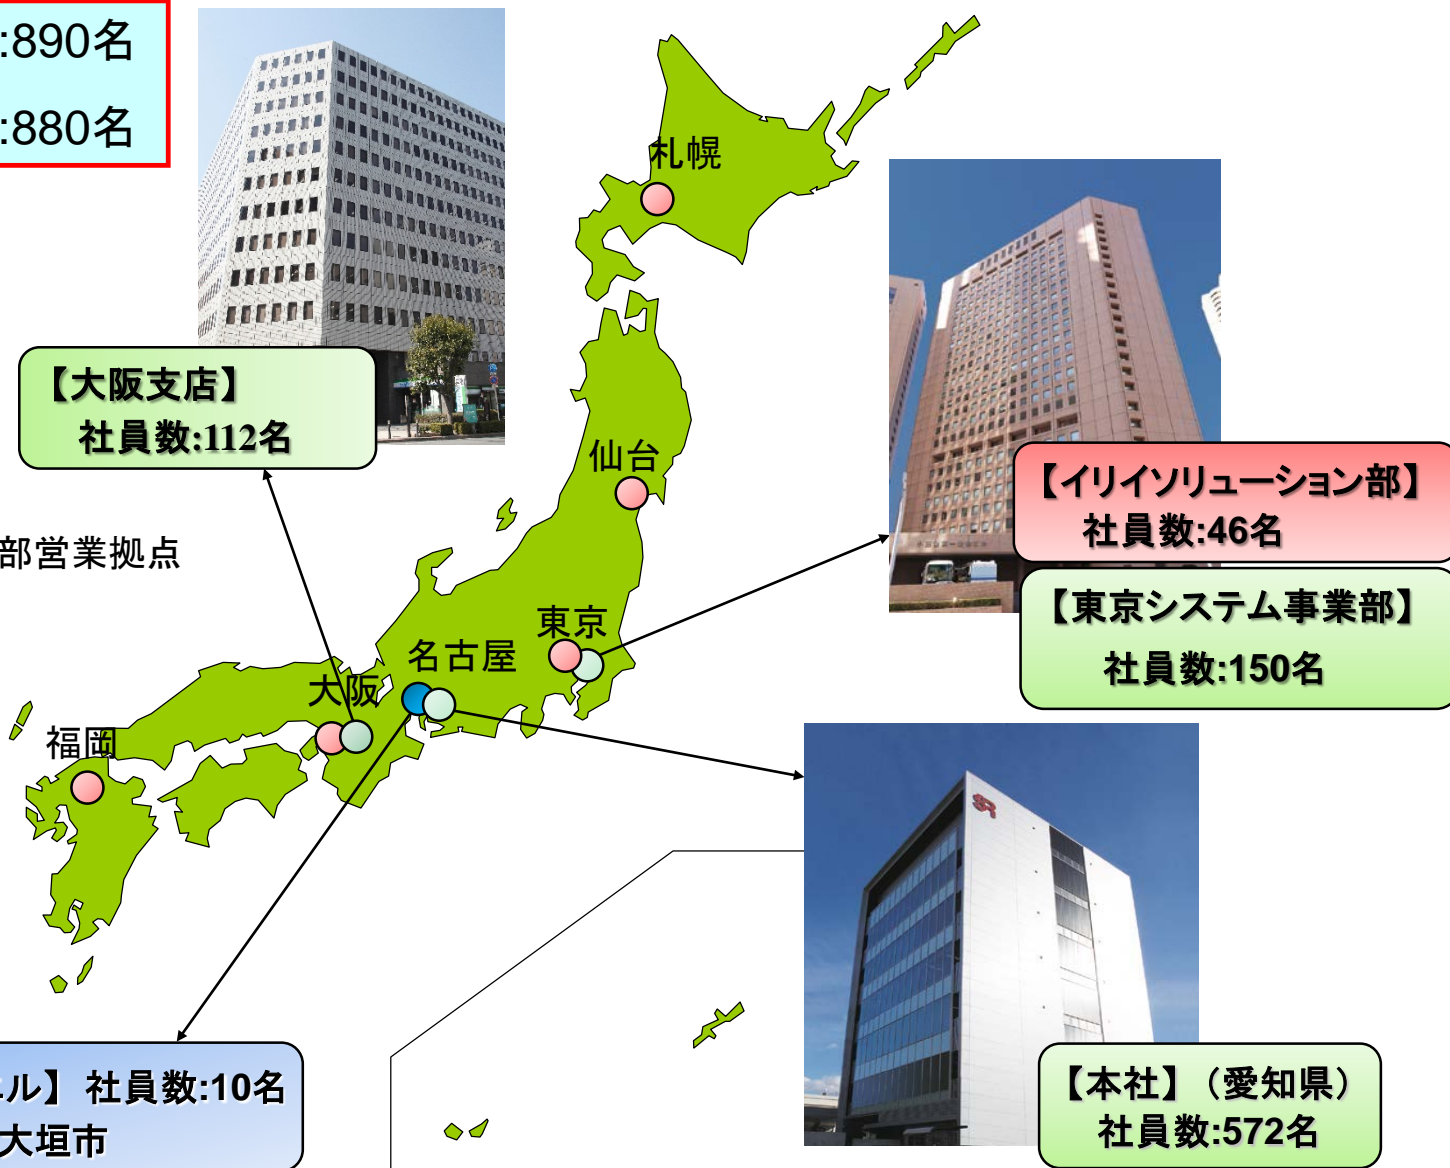 :890名
:880名
札幌
【大阪支店】
社員数:112名
仙台
【イリイソリューション部】
社員数:46名
部営業拠点
【東京システム事業部】
社員数:150名
東京
名古屋
大阪
福岡
ル】 社員数:10名
大垣市
【本社】（愛知県）
社員数:572名